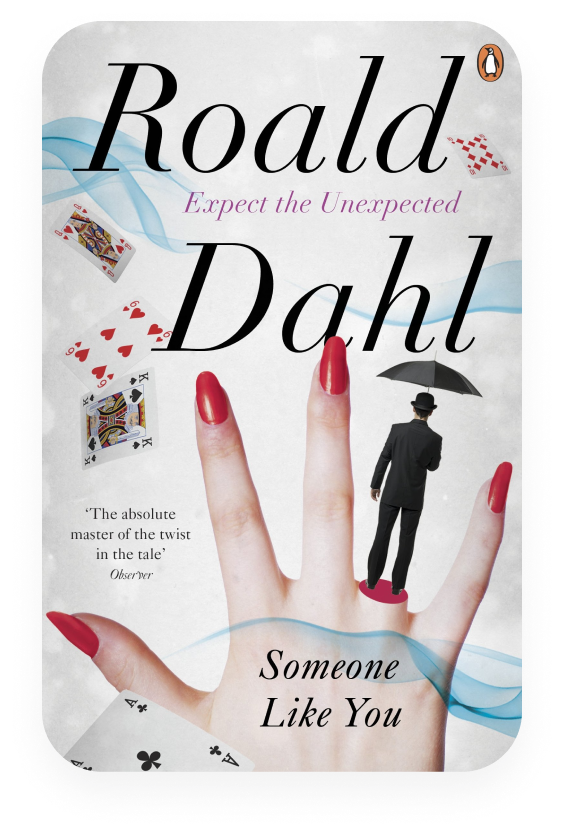 Roald
Expect the Unexpected
Dahl
‘The absolute
master of the twist
in the tale’
Observer
Someone
Like You
K
K
A
A